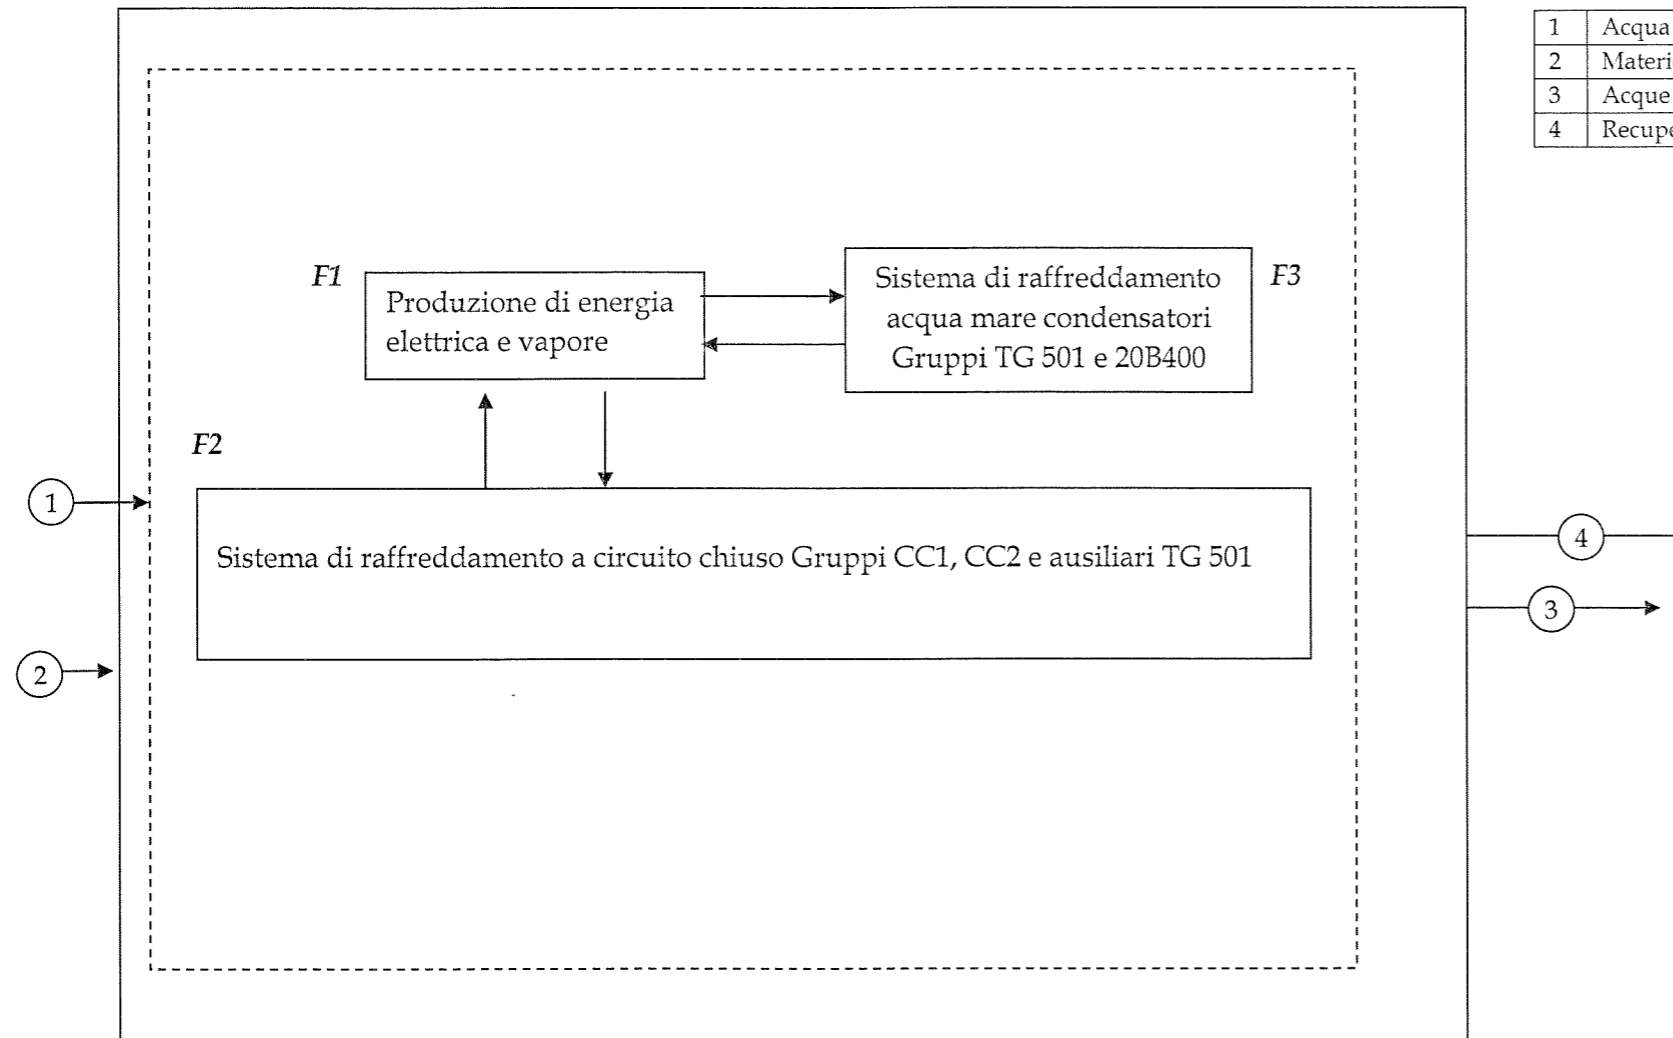 1 Acqua
2
3 Acque
4
F1
Produzione di energia
elettrica e vapore
Sistema di raffreddamento
acqua mare condensatori
Gruppi TG 501 e 20B400
F3
F2
1
Sistema di raffreddamento a circuito chiuso Gruppi CC1, CC2 e ausiliari TG 501
4
3
2